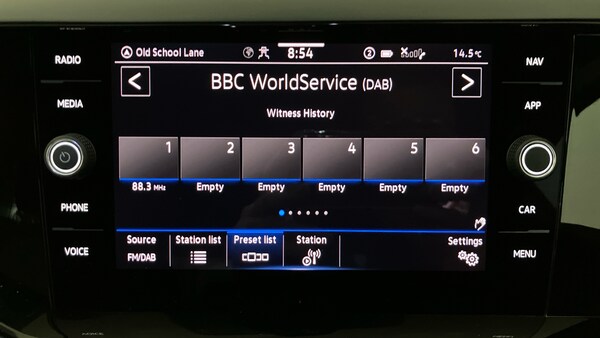 RADIO
MEDIA
PHONE
VOICE
Old School Lane
8:54
2
14.5 °C
BBC WorldService (DAB)
Witness History
1 2 3 4 5 6
88.3 MHz Empty Empty Empty Empty Empty
Source Station list Preset list Station Settings
FM/DAB
NAV
APP
CAR
MENU